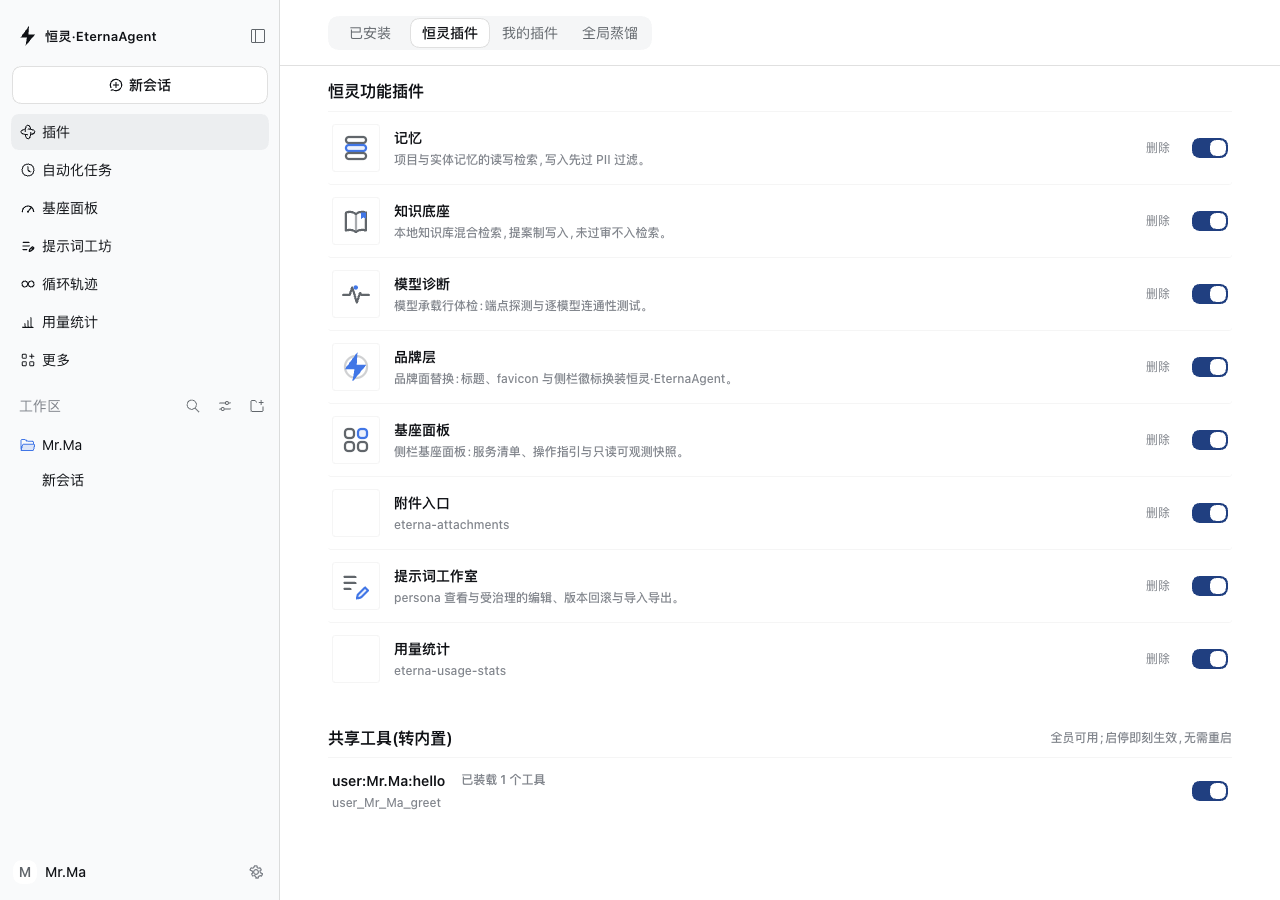 恒灵·EternaAgent
新会话
插件
自动化任务
基座面板
提示词工坊
循环轨迹
用量统计
更多
工作区
Mr.Ma
新会话
M Mr.Ma
已安装 恒灵插件 我的插件 全局蒸馏
恒灵功能插件
记忆
项目与实体记忆的读写检索,写入先过 PII 过滤。
删除
知识底座
本地知识库混合检索,提案制写入,未过审不入检索。
删除
模型诊断
模型承载行体检:端点探测与逐模型连通性测试。
删除
品牌层
品牌面替换:标题、favicon 与侧栏徽标换装恒灵·EternaAgent。
删除
基座面板
侧栏基座面板:服务清单、操作指引与只读可观测快照。
删除
附件入口
eterna-attachments
删除
提示词工作室
persona 查看与受治理的编辑、版本回滚与导入导出。
删除
用量统计
eterna-usage-stats
删除
共享工具(转内置)
全员可用;启停即刻生效,无需重启
user:Mr.Ma:hello 已装载 1 个工具
user_Mr_Ma_greet